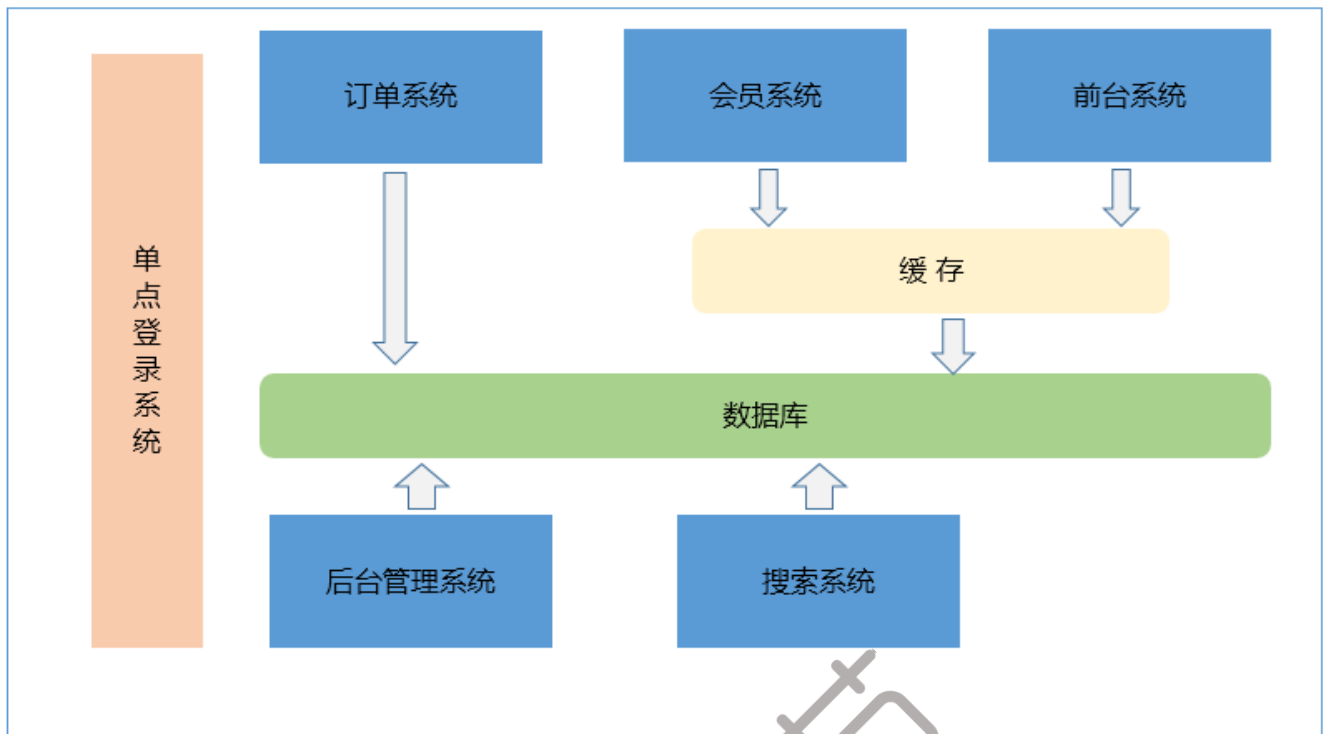 订单系统
会员系统
前台系统
单点登录系统
缓 存
数据库
后台管理系统
搜索系统